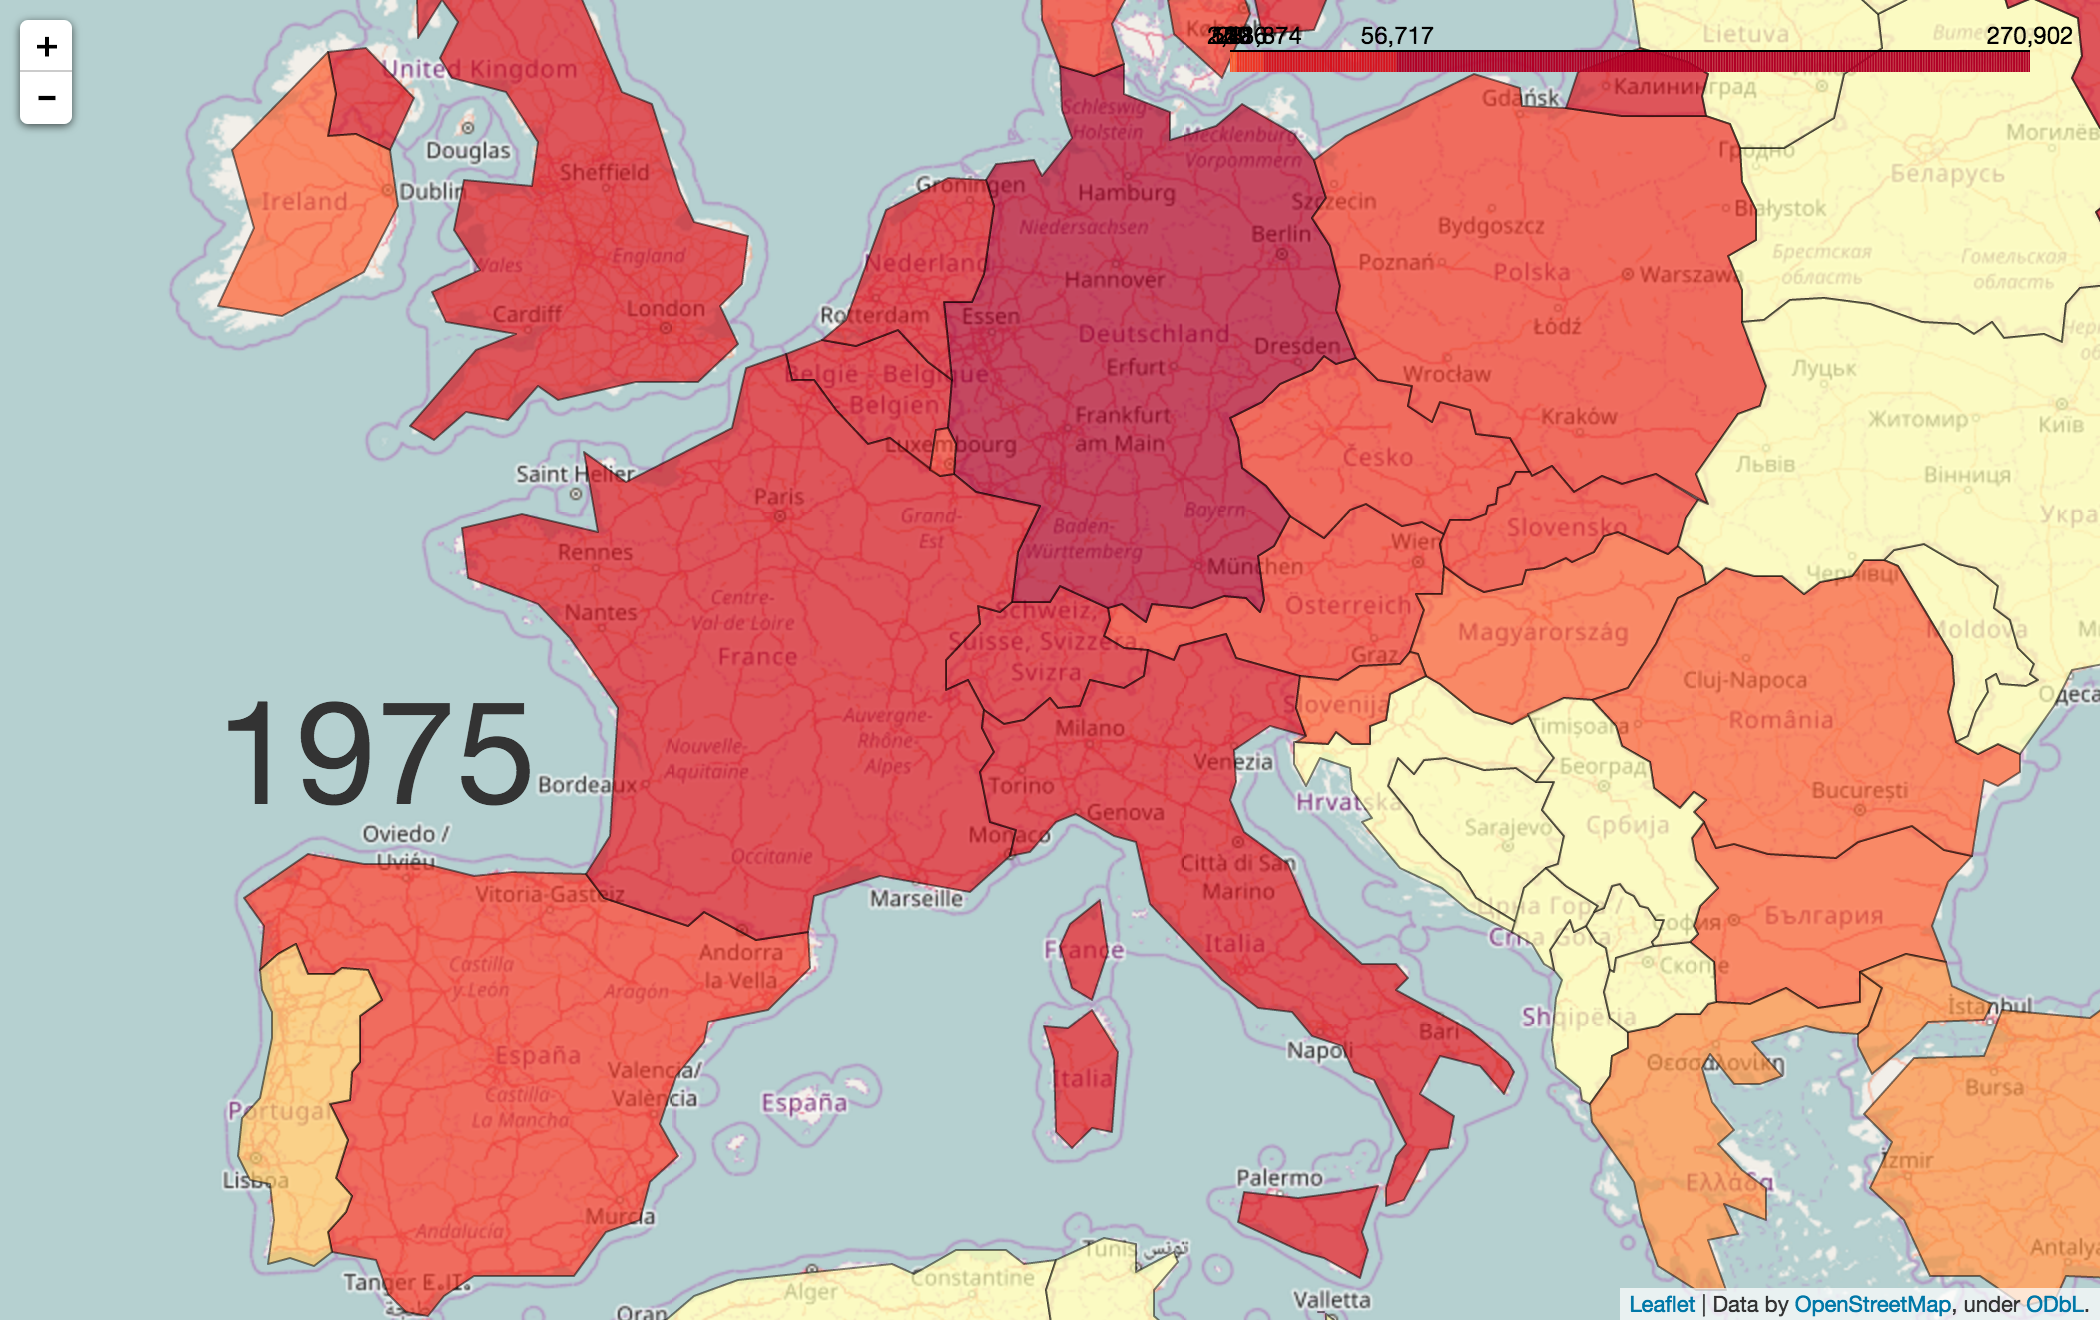 +
−
56,717
270,902
1975
United Kingdom
Douglas
Ireland
Dublin
Sheffield
Wales
England
Cardiff
London
Saint Helier
Groningen
Nederland
Rotterdam
België - Belgique
Belgien
Luxembourg
Schleswig-
Holstein
Mecklenburg-
Vorpommern
Hamburg
Niedersachsen
Berlin
Hannover
Essen
Deutschland
Erfurt
Dresden
Frankfurt
am Main
Bayern
Baden-
Württemberg
München
Gdańsk
Калининград
Lietuva
Гродно
Могилёв
Беларусь
Białystok
Szczecin
Bydgoszcz
Poznań
Polska
Warszawa
Łódź
Wrocław
Kraków
Брестская
область
Гомельская
область
Луцьк
Житомир
Київ
Львів
Вінниця
Чернівці
Moldova
Одеса
Česko
Slovensko
Wien
Österreich
Graz
Magyarország
Slovenija
Cluj-Napoca
România
București
Timișoara
Београд
Србија
Sarajevo
Hrvatska
Црна Гора /
Crna Gora
София
България
Скопје
Shqipëria
İstanbul
Bursa
İzmir
Antalya
Θεσσαλονίκη
Ελλάδα
Paris
Grand-
Est
Rennes
Nantes
Centre-
Val de Loire
France
Nouvelle-
Aquitaine
Auvergne-
Rhône-
Alpes
Bordeaux
Occitanie
Marseille
Monaco
Schweiz,
Suisse, Svizzera,
Svizra
Milano
Venezia
Torino
Genova
Città di San
Marino
Italia
Napoli
Bari
Palermo
Valletta
France
Italia
Oviedo /
Uviéu
Vitoria-Gasteiz
Andorra
la Vella
Castilla
y León
Aragón
España
Valencia/
València
Castilla-
La Mancha
España
Portugal
Lisboa
Murcia
Andalucía
Alger
Constantine
Oran
Tunis تونس
Leaflet | Data by OpenStreetMap, under ODbL.